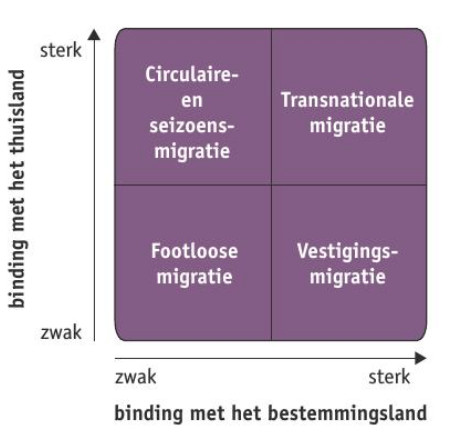 sterk
Circulaire-
en
seizoens-
migratie
Transnationale
migratie
binding met het thuisland
Footloose
migratie
Vestigings-
migratie
zwak
zwak
sterk
binding met het bestemmingsland